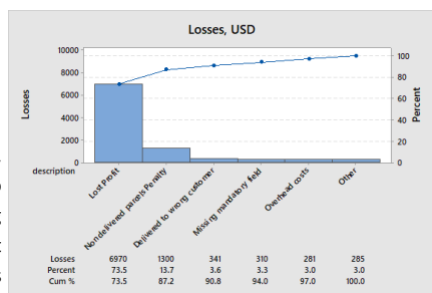 Losses, USD
10000
8000
6000
4000
2000
0
Losses
100
80
60
40
20
0
Percent
description
Lost Profit
Nondelivered parcels Penalty
Delivered to wrong customer
Missing mandatory field
Overhead costs
Other
Losses 6970 1300 341 310 281 285
Percent 73.5 13.7 3.6 3.3 3.0 3.0
Cum % 73.5 87.2 90.8 94.0 97.0 100.0